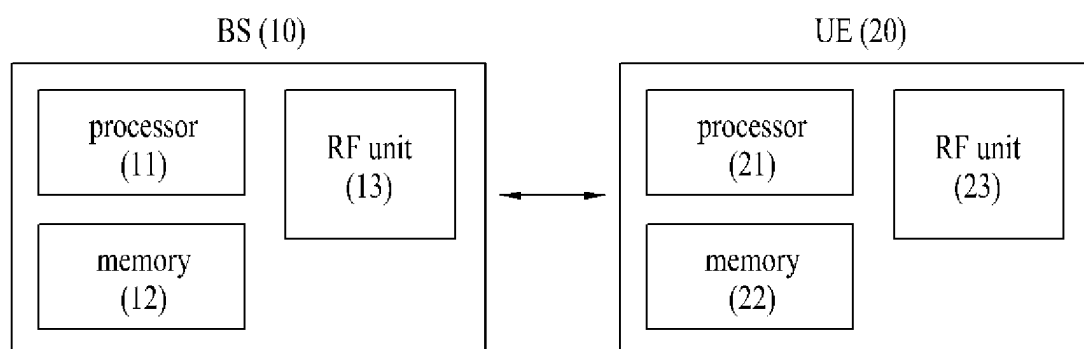 BS (10)
processor
(11)
RF unit
(13)
memory
(12)
UE (20)
processor
(21)
RF unit
(23)
memory
(22)